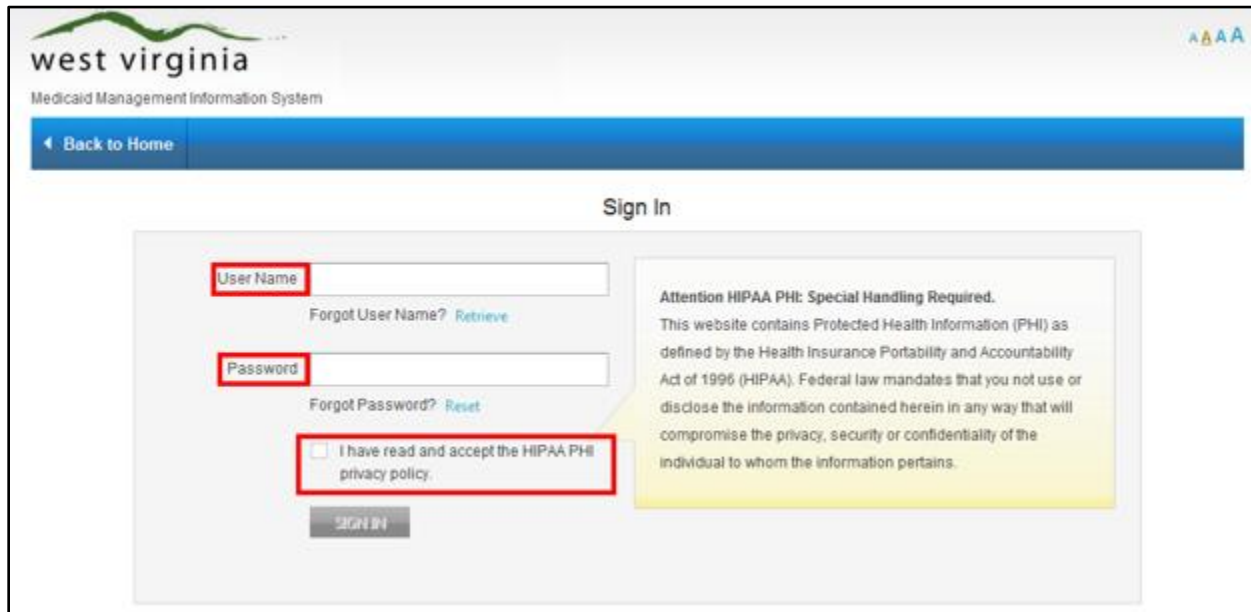 west virginia
A A A A
Medicaid Management Information System
Back to Home
Sign In
User Name
Forgot User Name? Retrieve
Password
Forgot Password? Reset
I have read and accept the HIPAA PHI
privacy policy.
SIGN IN
Attention HIPAA PHI: Special Handling Required.
This website contains Protected Health Information (PHI) as
defined by the Health Insurance Portability and Accountability
Act of 1996 (HIPAA). Federal law mandates that you not use or
disclose the information contained herein in any way that will
compromise the privacy, security or confidentiality of the
individual to whom the information pertains.